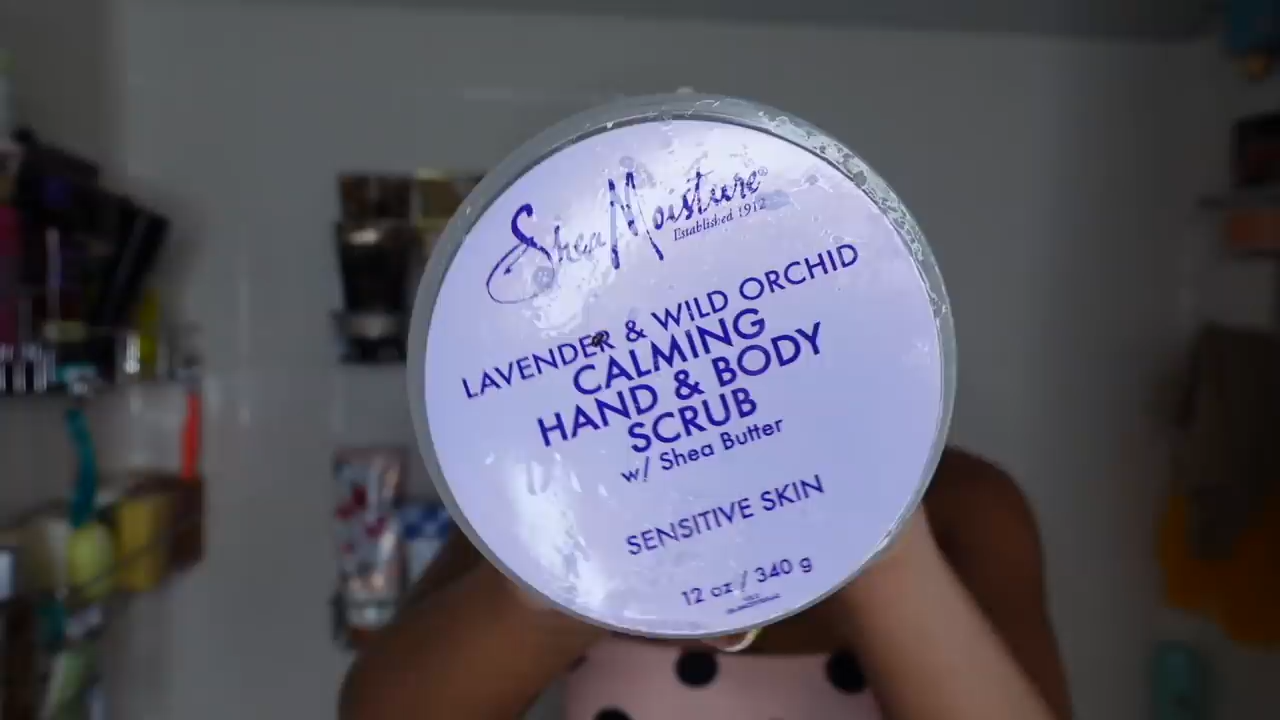 SheaMoisture®
Established 1912
LAVENDER & WILD ORCHID
CALMING
HAND & BODY
SCRUB
w/ Shea Butter
SENSITIVE SKIN
12 oz / 340 g